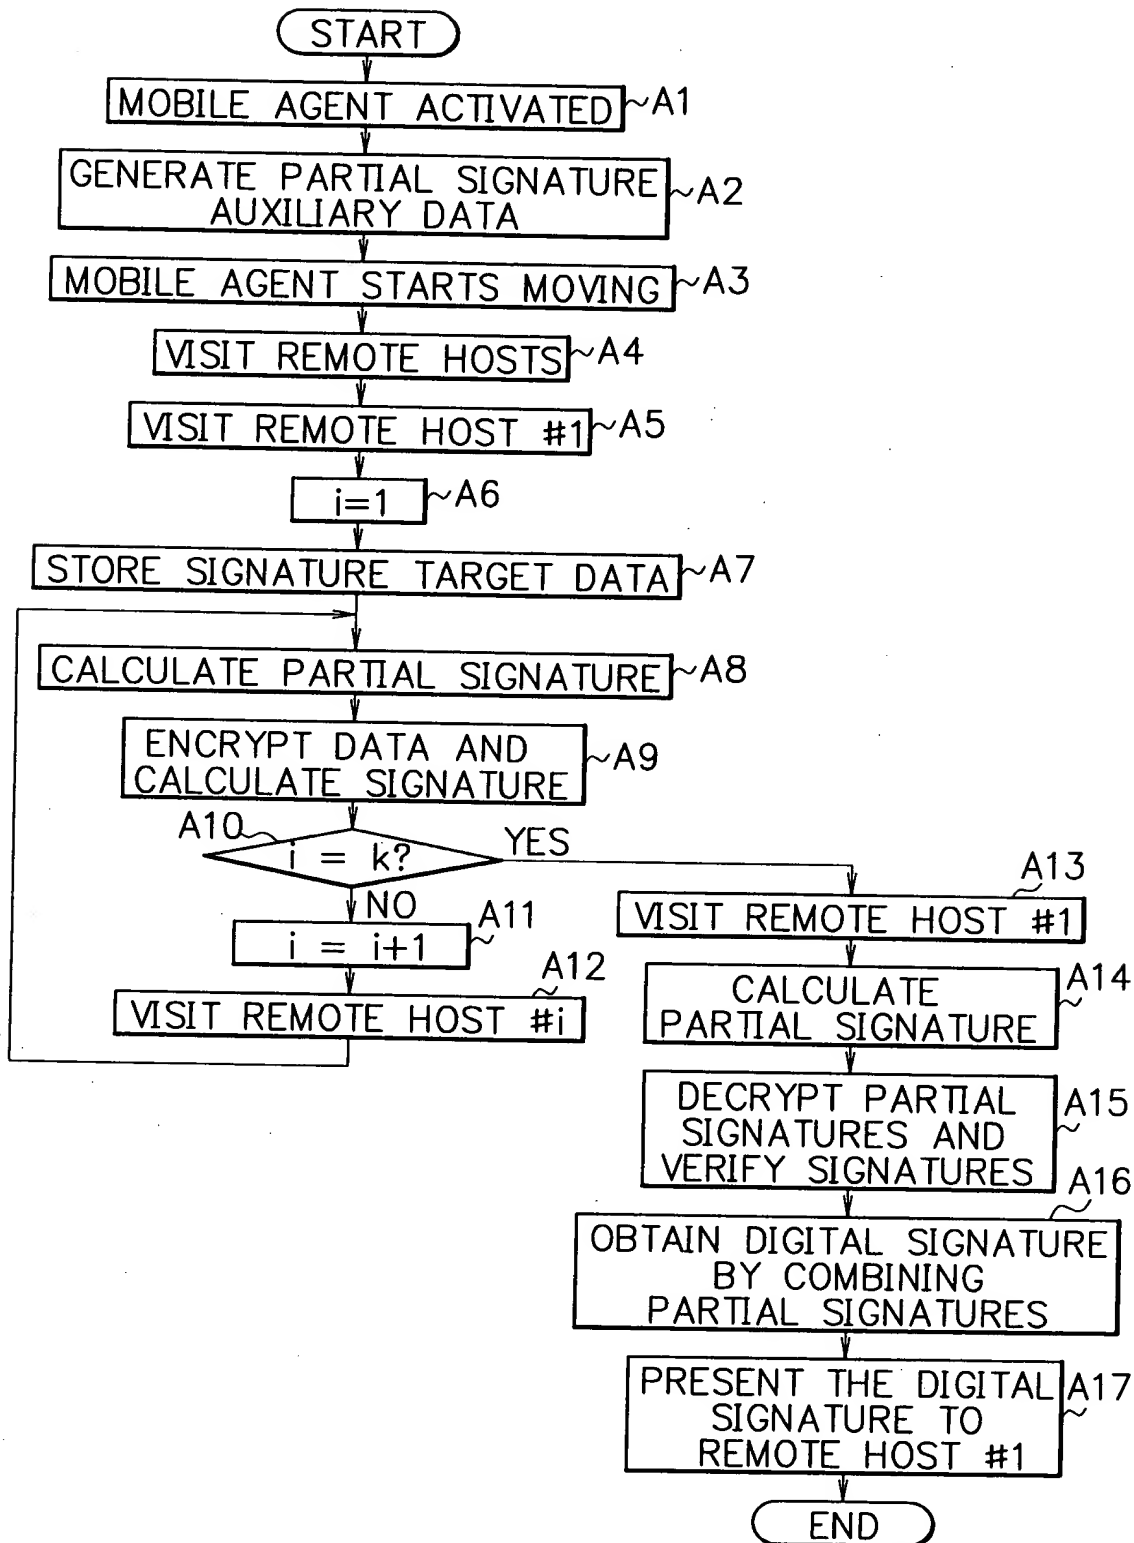 START
MOBILE AGENT ACTIVATED
A1
GENERATE PARTIAL SIGNATURE
AUXILIARY DATA
A2
MOBILE AGENT STARTS MOVING
A3
VISIT REMOTE HOSTS
A4
VISIT REMOTE HOST #1
A5
i=1
A6
STORE SIGNATURE TARGET DATA
A7
CALCULATE PARTIAL SIGNATURE
A8
ENCRYPT DATA AND
CALCULATE SIGNATURE
A9
A10
i = k?
YES
NO
i = i+1
A11
VISIT REMOTE HOST #i
A12
A13
VISIT REMOTE HOST #1
CALCULATE
PARTIAL SIGNATURE
A14
DECRYPT PARTIAL
SIGNATURES AND
VERIFY SIGNATURES
A15
A16
OBTAIN DIGITAL SIGNATURE
BY COMBINING
PARTIAL SIGNATURES
PRESENT THE DIGITAL
SIGNATURE TO
REMOTE HOST #1
A17
END